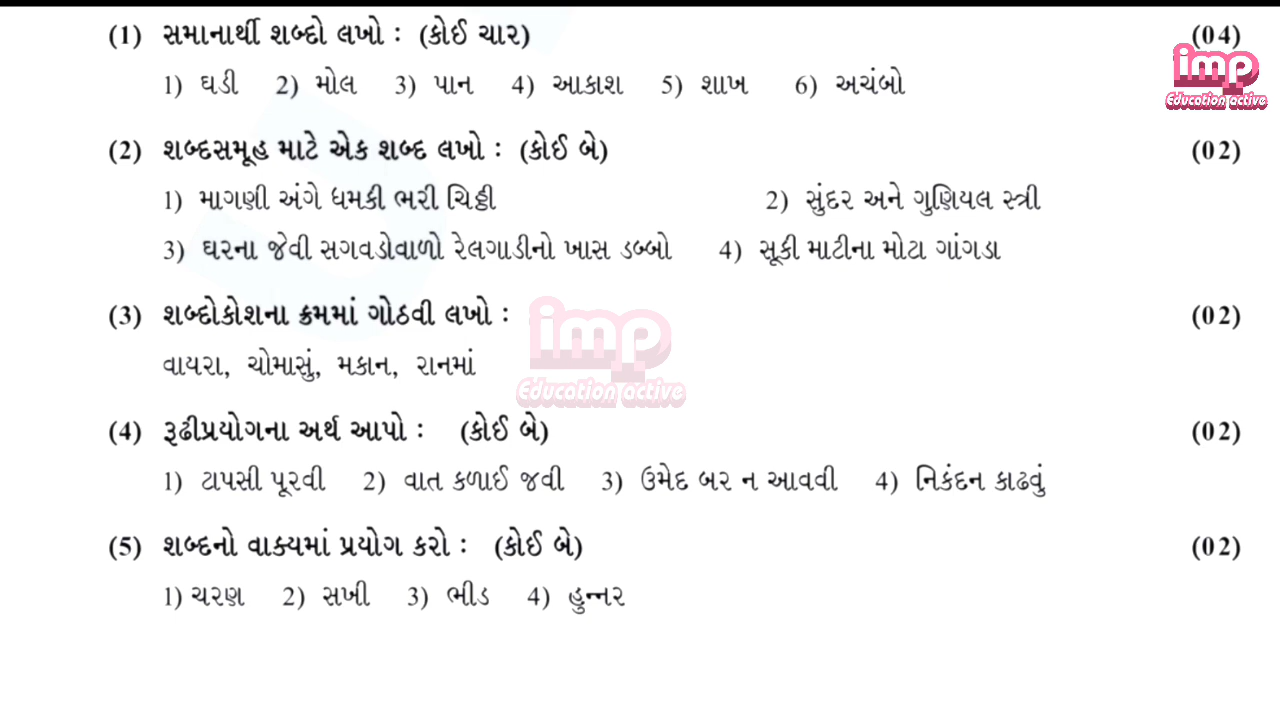 (1) સમાનાર્થી શબ્દો લખો : (કોઈ ચાર) (04)
imp
Education active
1) ઘડી 2) મોલ 3) પાન 4) આકાશ 5) શાખ 6) અચંબો
(2) શબ્દસમૂહ માટે એક શબ્દ લખો : (કોઈ બે) (02)
1) માગણી અંગે ધમકી ભરી ચિઠ્ઠી 2) સુંદર અને ગુણિયલ સ્ત્રી
3) ઘરના જેવી સગવડોવાળો રેલગાડીનો ખાસ ડબ્બો 4) સૂકી માટીના મોટા ગાંગડા
(3) શબ્દોકોશના ક્રમમાં ગોઠવી લખો : (02)
imp
Education active
વાયરા, ચોમાસું, મકાન, રાનમાં
(4) રૂઢીપ્રયોગના અર્થ આપો : (કોઈ બે) (02)
1) ટાપસી પૂરવી 2) વાત કળાઈ જવી 3) ઉમેદ બર ન આવવી 4) નિકંદન કાઢવું
(5) શબ્દનો વાક્યમાં પ્રયોગ કરો : (કોઈ બે) (02)
1) ચરણ 2) સખી 3) ભીડ 4) હુન્નર